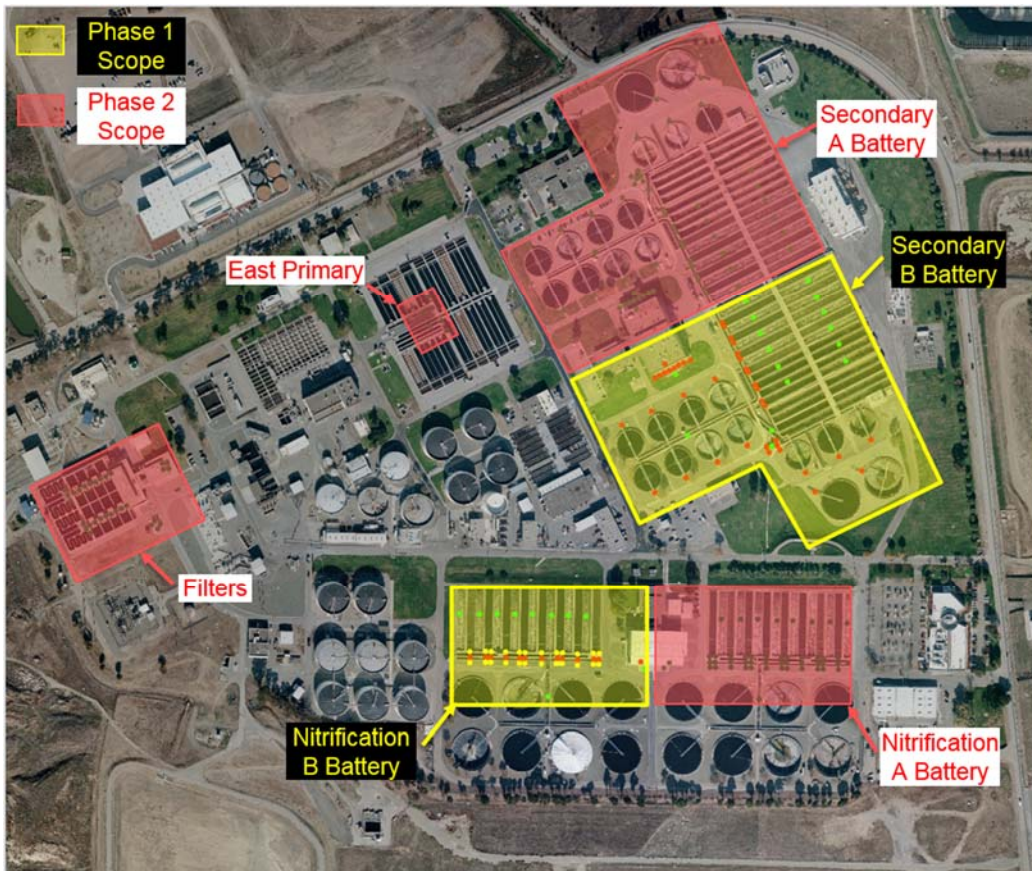 Phase 1
Scope
Phase 2
Scope
Secondary
A Battery
Secondary
B Battery
East Primary
Filters
Nitrification
B Battery
Nitrification
A Battery